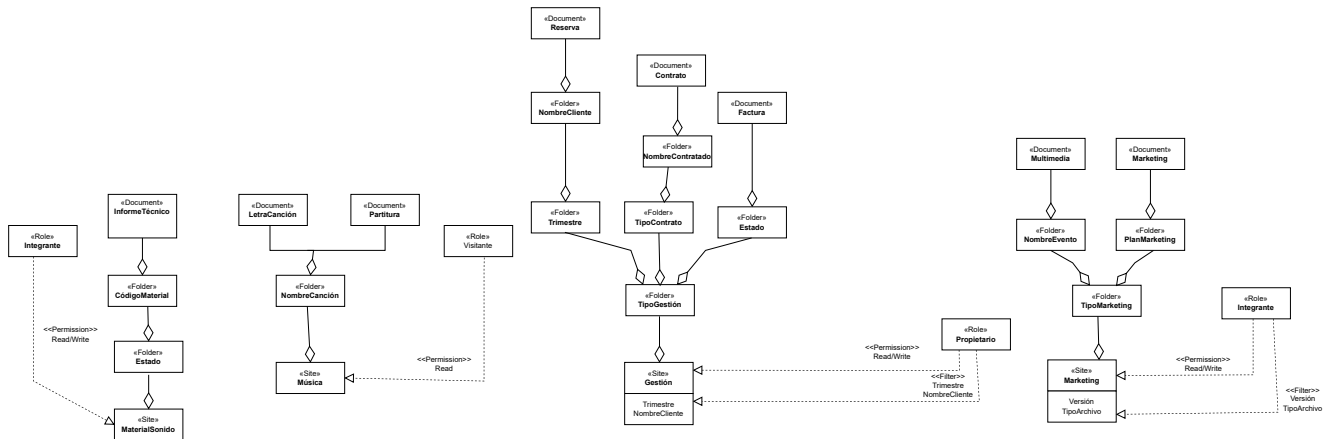 «Document»
Reserva
«Document»
Contrato
«Folder»
NombreCliente
«Document»
Factura
«Folder»
NombreContratado
«Document»
Multimedia
«Document»
Marketing
«Document»
InformeTécnico
«Document»
LetraCanción
«Document»
Partitura
«Folder»
Trimestre
«Folder»
TipoContrato
«Folder»
Estado
«Role»
Integrante
«Role»
Visitante
«Folder»
NombreEvento
«Folder»
PlanMarketing
«Folder»
CódigoMaterial
«Folder»
NombreCanción
«Folder»
TipoGestión
«Folder»
TipoMarketing
«Role»
Integrante
<<Permission>>
Read/Write
«Role»
Propietario
«Folder»
Estado
<<Permission>>
Read
<<Permission>>
Read/Write
<<Permission>>
Read/Write
«Site»
Música
«Site»
Gestión
<<Filter>>
Trimestre
NombreCliente
«Site»
Marketing
<<Filter>>
Versión
TipoArchivo
Trimestre
NombreCliente
Versión
TipoArchivo
«Site»
MaterialSonido